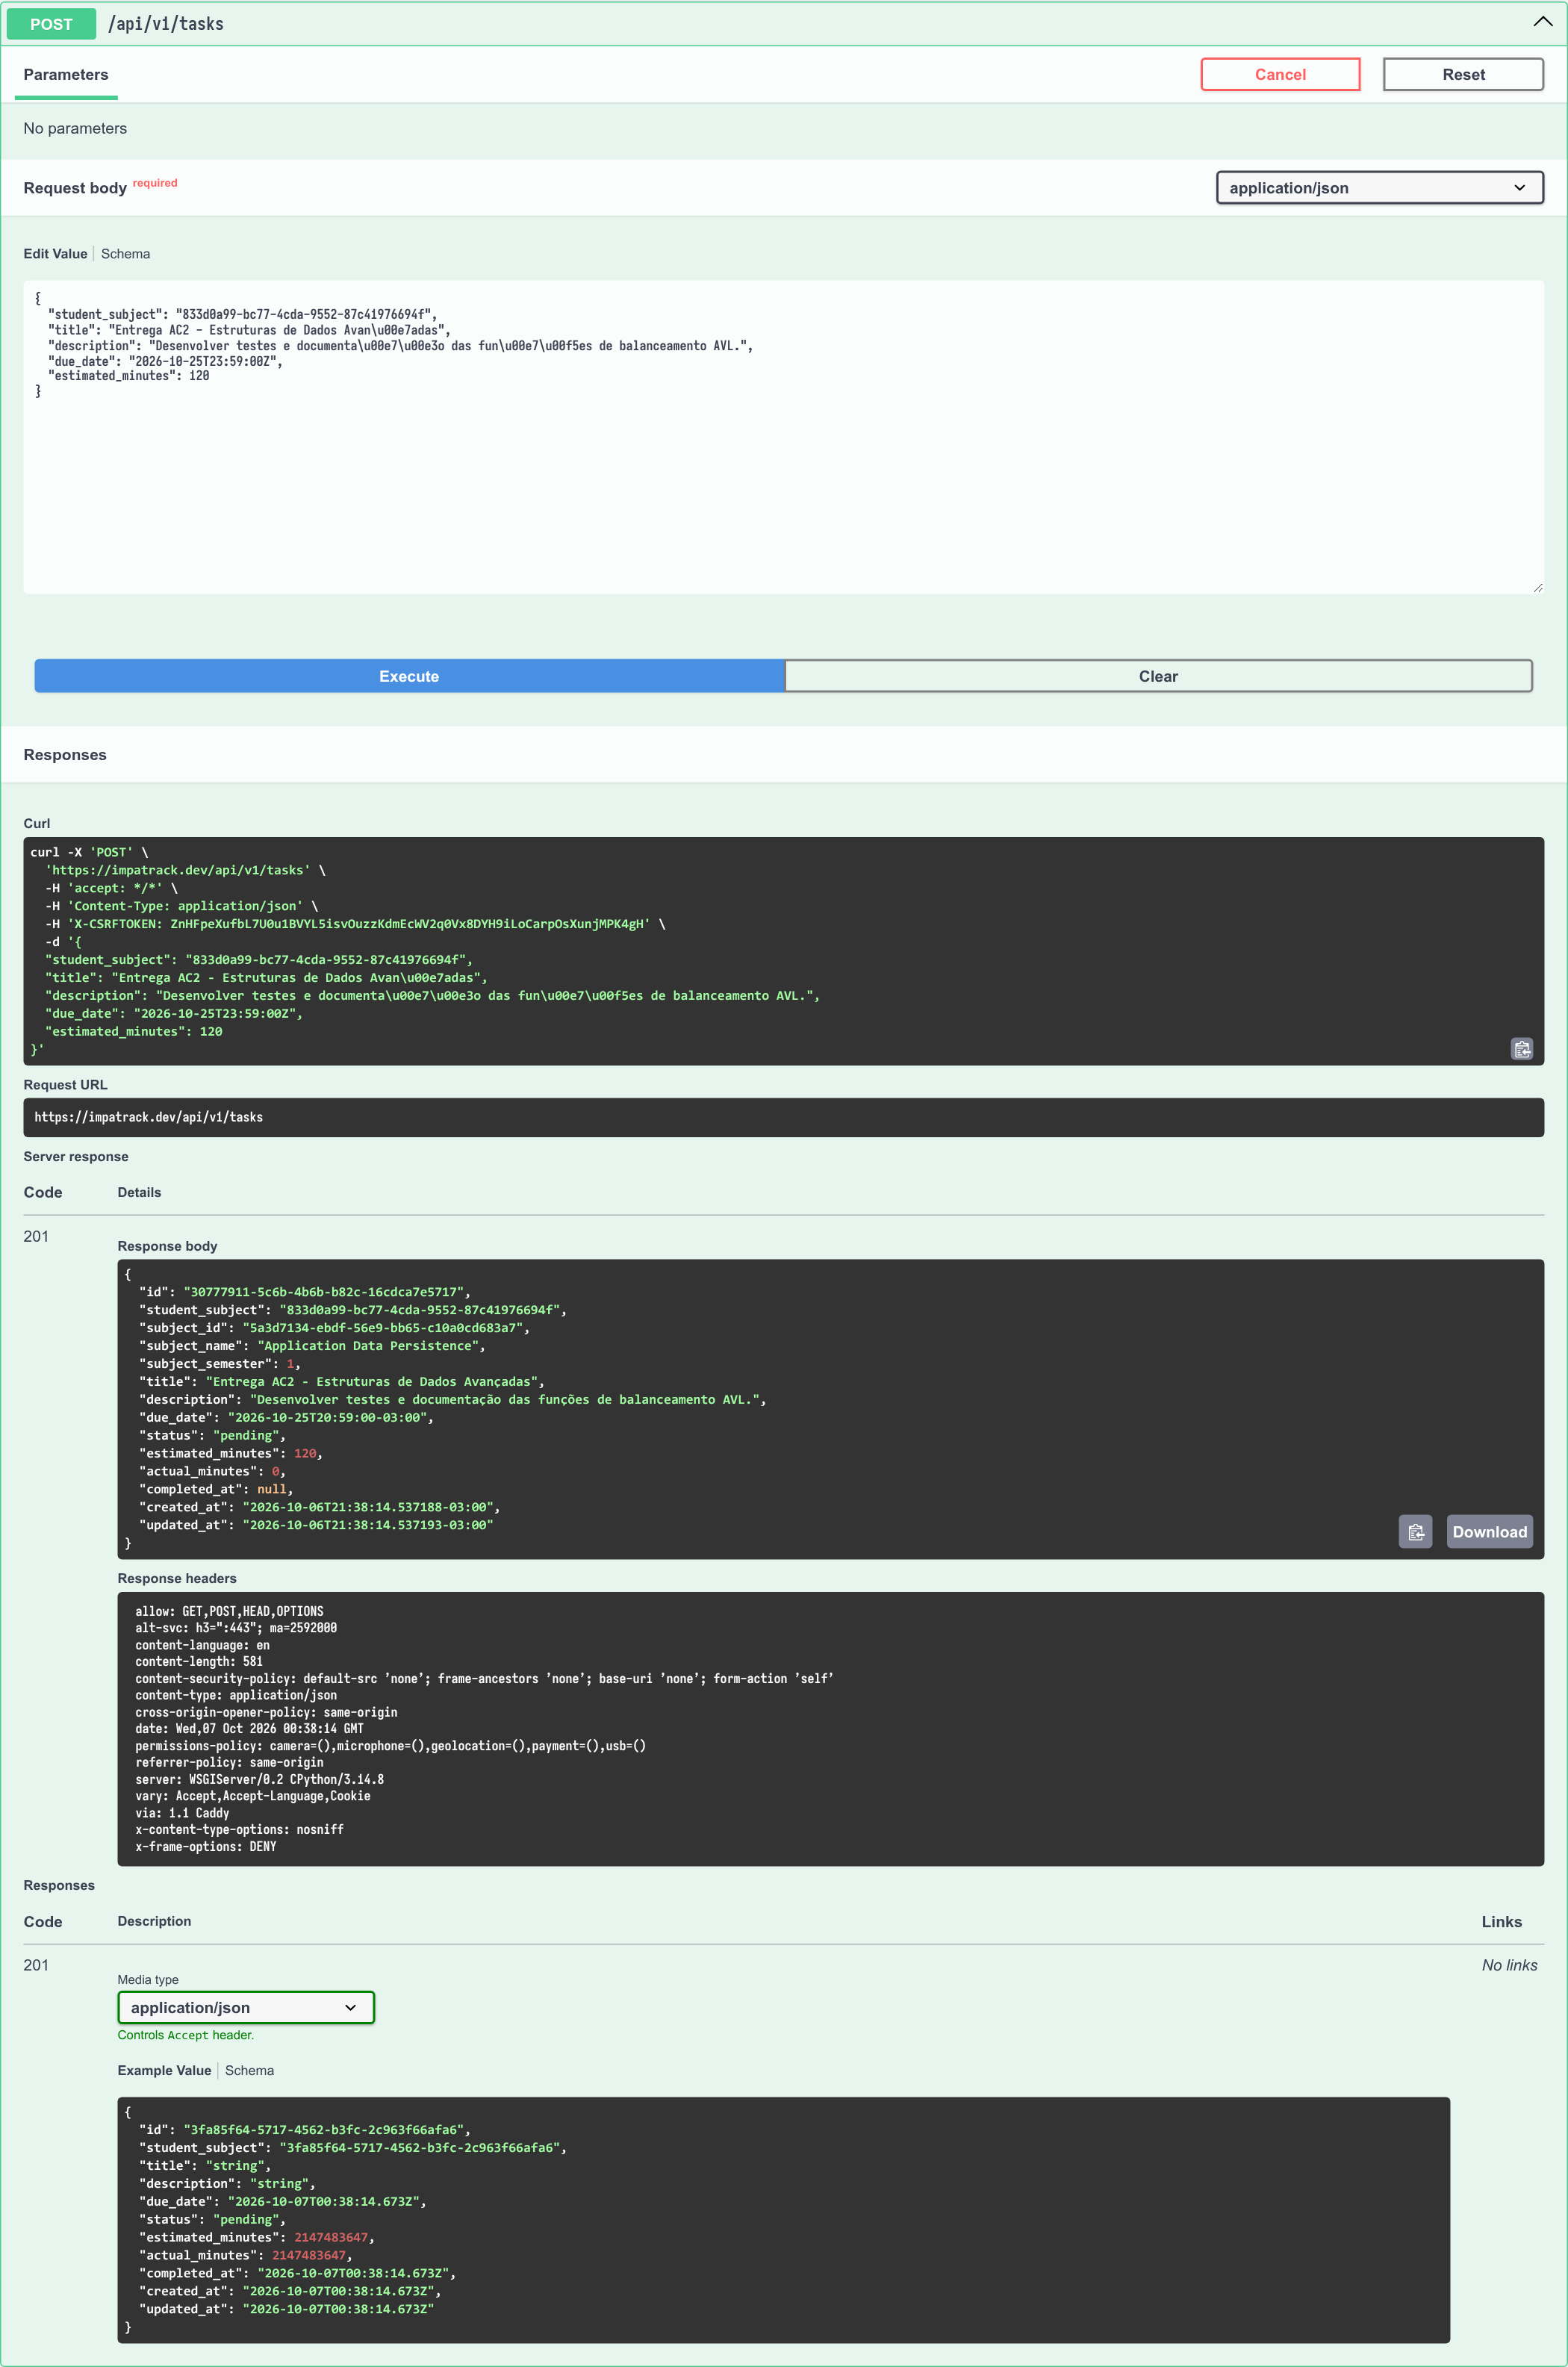 POST /api/v1/tasks
Parameters
Cancel
Reset
No parameters
Request body required
application/json
Edit Value | Schema
{
  "student_subject": "833d0a99-bc77-4cda-9552-87c41976694f",
  "title": "Entrega AC2 - Estruturas de Dados Avan\u00e7adas",
  "description": "Desenvolver testes e documenta\u00e7\u00e3o das fun\u00e7\u00f5es de balanceamento AVL.",
  "due_date": "2026-10-25T23:59:00Z",
  "estimated_minutes": 120
}
Execute
Clear
Responses
Curl
curl -X 'POST' \
  'https://impatrack.dev/api/v1/tasks' \
  -H 'accept: */*' \
  -H 'Content-Type: application/json' \
  -H 'X-CSRFTOKEN: ZnHFpeXufbL7U0u1BVYL5isvOuzzKdmEcWV2q0Vx8DYH9iLoCarpOsXunjMPK4gH' \
  -d '{
  "student_subject": "833d0a99-bc77-4cda-9552-87c41976694f",
  "title": "Entrega AC2 - Estruturas de Dados Avan\u00e7adas",
  "description": "Desenvolver testes e documenta\u00e7\u00e3o das fun\u00e7\u00f5es de balanceamento AVL.",
  "due_date": "2026-10-25T23:59:00Z",
  "estimated_minutes": 120
}'
Request URL
https://impatrack.dev/api/v1/tasks
Server response
Code Details
201
Response body
{
  "id": "30777911-5c6b-4b6b-b82c-16cdca7e5717",
  "student_subject": "833d0a99-bc77-4cda-9552-87c41976694f",
  "subject_id": "5a3d7134-ebdf-56e9-bb65-c10a0cd683a7",
  "subject_name": "Application Data Persistence",
  "subject_semester": 1,
  "title": "Entrega AC2 - Estruturas de Dados Avançadas",
  "description": "Desenvolver testes e documentação das funções de balanceamento AVL.",
  "due_date": "2026-10-25T20:59:00-03:00",
  "status": "pending",
  "estimated_minutes": 120,
  "actual_minutes": 0,
  "completed_at": null,
  "created_at": "2026-10-06T21:38:14.537188-03:00",
  "updated_at": "2026-10-06T21:38:14.537193-03:00"
}
Download
Response headers
allow: GET,POST,HEAD,OPTIONS
alt-svc: h3=":443"; ma=2592000
content-language: en
content-length: 581
content-security-policy: default-src ’none’; frame-ancestors ’none’; base-uri ’none’; form-action ’self’
content-type: application/json
cross-origin-opener-policy: same-origin
date: Wed,07 Oct 2026 00:38:14 GMT
permissions-policy: camera=(),microphone=(),geolocation=(),payment=(),usb=()
referrer-policy: same-origin
server: WSGIServer/0.2 CPython/3.14.8
vary: Accept,Accept-Language,Cookie
via: 1.1 Caddy
x-content-type-options: nosniff
x-frame-options: DENY
Responses
Code Description Links
201 No links
Media type
application/json
Controls Accept header.
Example Value | Schema
{
  "id": "3fa85f64-5717-4562-b3fc-2c963f66afa6",
  "student_subject": "3fa85f64-5717-4562-b3fc-2c963f66afa6",
  "title": "string",
  "description": "string",
  "due_date": "2026-10-07T00:38:14.673Z",
  "status": "pending",
  "estimated_minutes": 2147483647,
  "actual_minutes": 2147483647,
  "completed_at": "2026-10-07T00:38:14.673Z",
  "created_at": "2026-10-07T00:38:14.673Z",
  "updated_at": "2026-10-07T00:38:14.673Z"
}